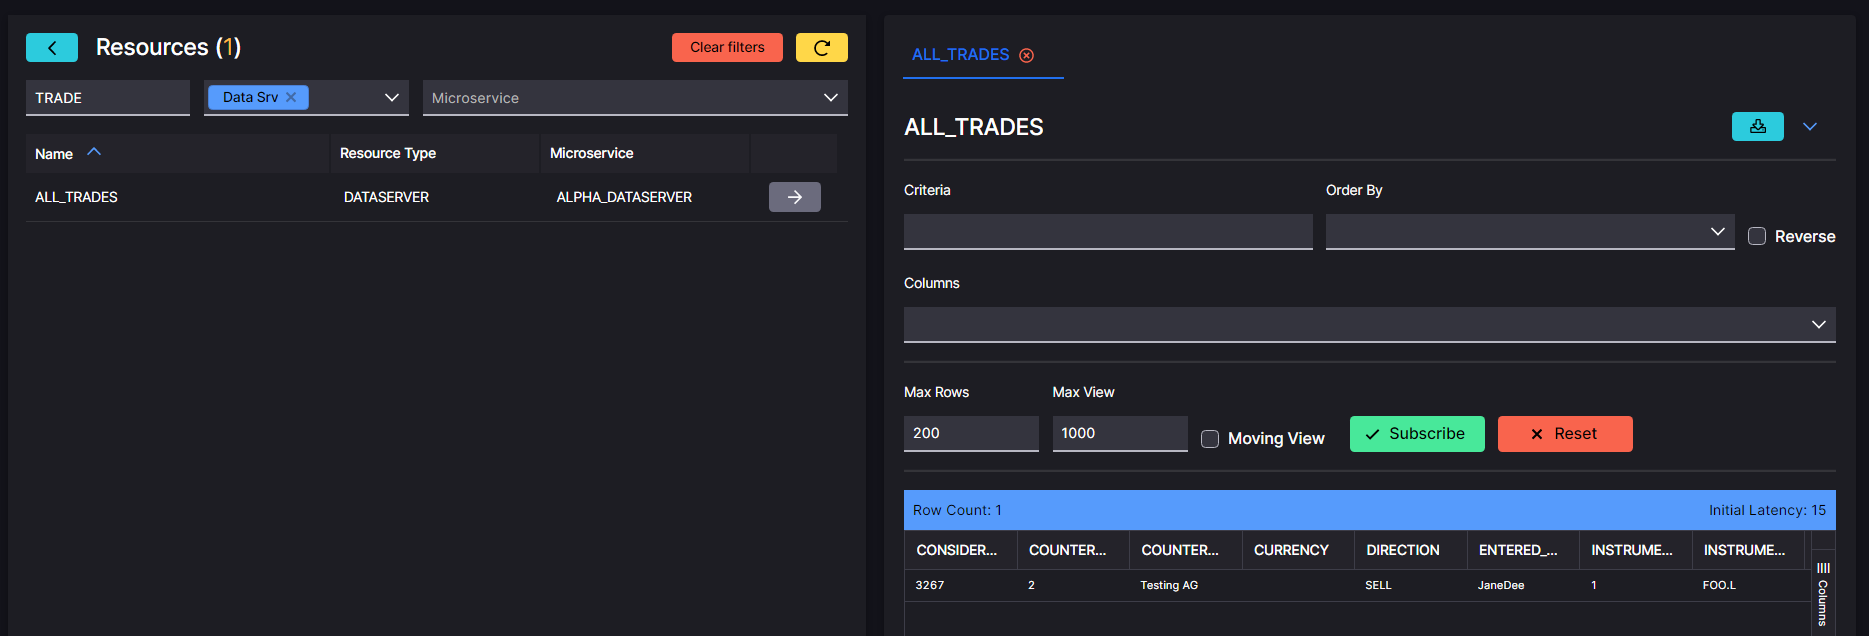 Resources (1)
Clear filters
TRADE
Data Srv
Microservice
Name
Resource Type
Microservice
ALL_TRADES
DATASERVER
ALPHA_DATASERVER
ALL_TRADES
ALL_TRADES
Criteria
Order By
Reverse
Columns
Max Rows
Max View
200
1000
Moving View
Subscribe
Reset
Row Count: 1
Initial Latency: 15
CONSIDER...
COUNTER...
COUNTER...
CURRENCY
DIRECTION
ENTERED_...
INSTRUME...
INSTRUME...
3267
2
Testing AG
SELL
JaneDee
1
FOO.L
Columns